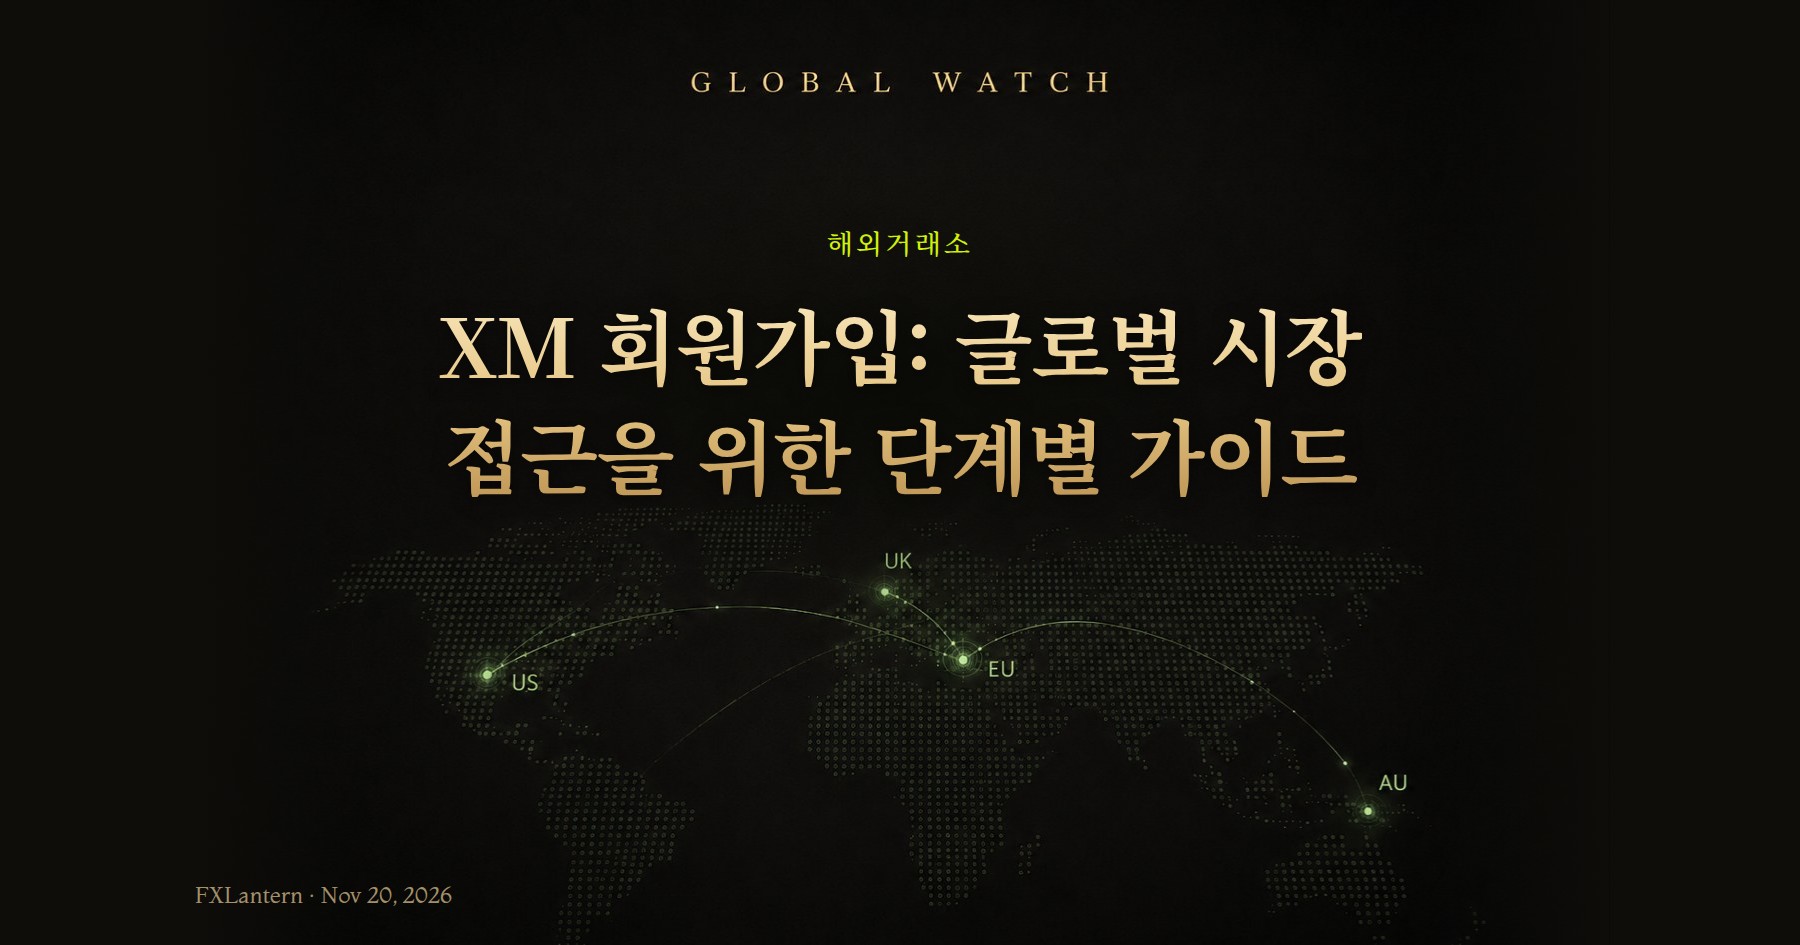 GLOBAL WATCH
해외거래소
XM 회원가입: 글로벌 시장
접근을 위한 단계별 가이드
UK
US
EU
AU
FXLantern · Nov 20, 2026